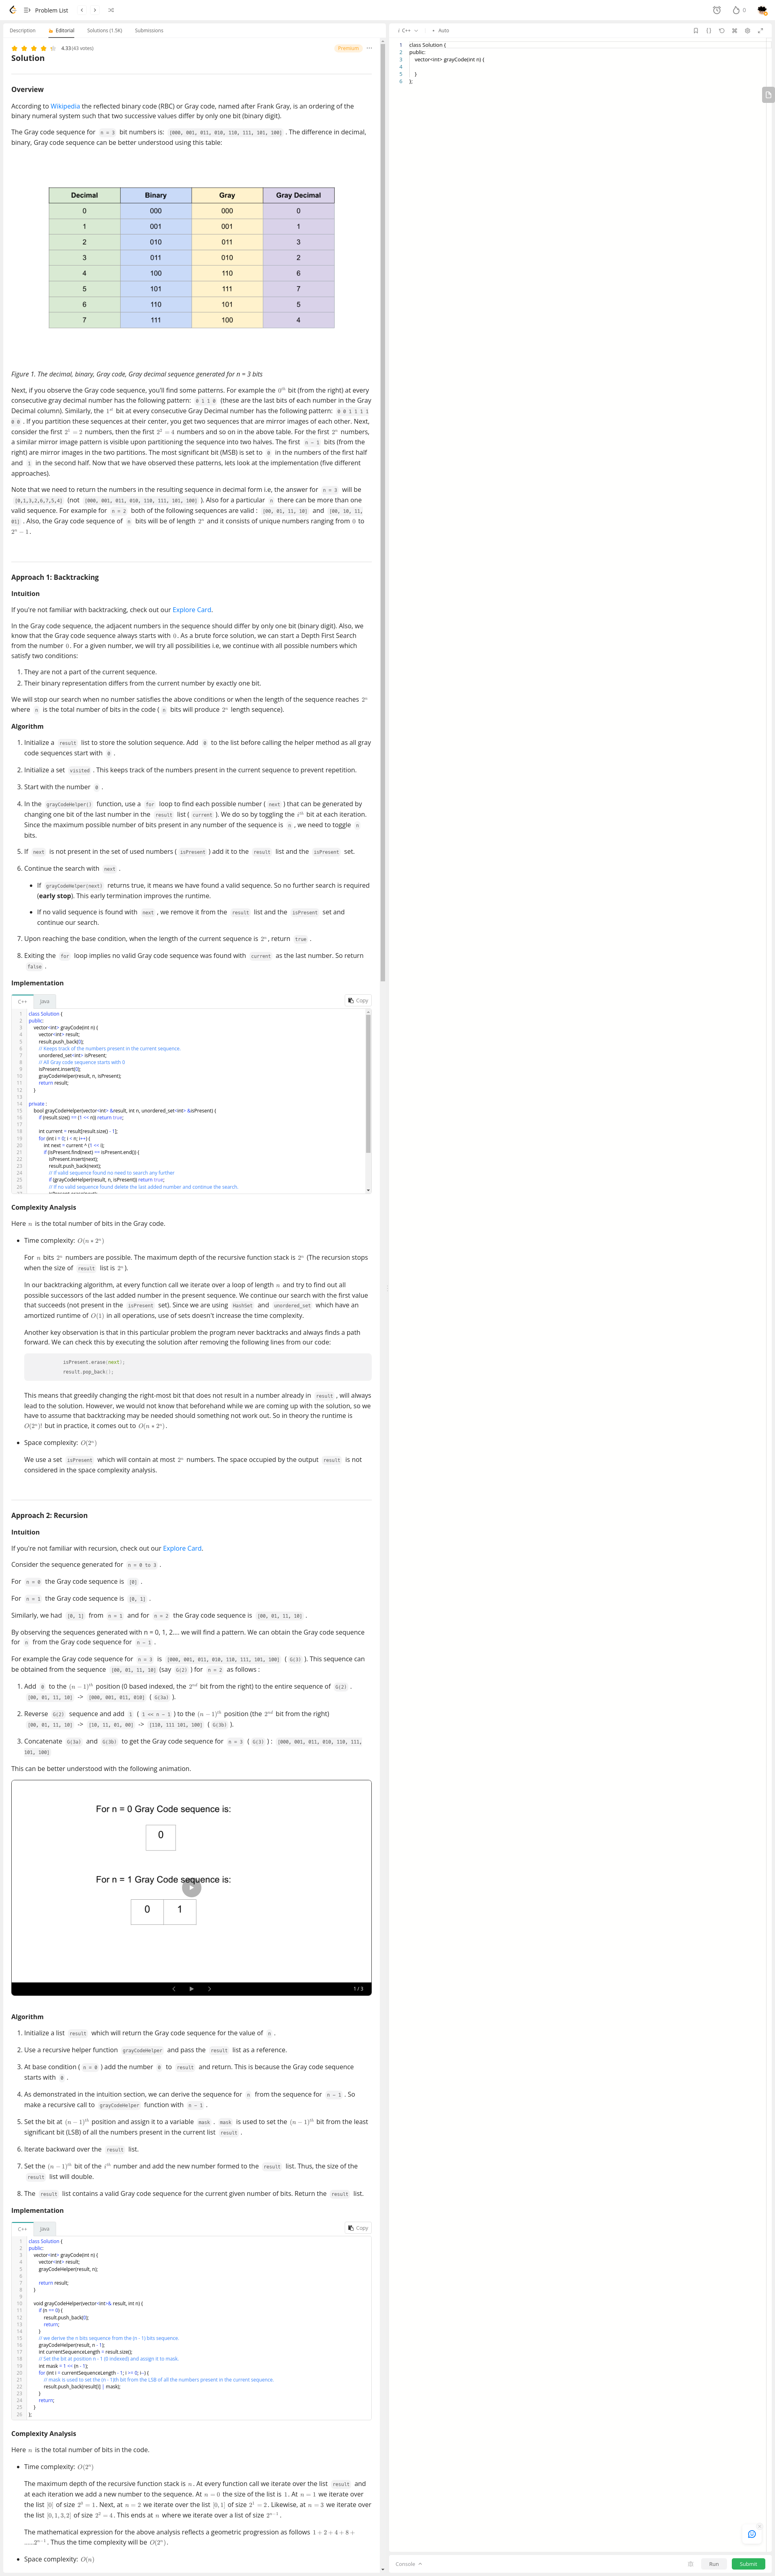 Problem List
0
Description
Editorial
Solutions (1.5K)
Submissions
4.33 (43 votes)
Premium
Solution
Overview
According to Wikipedia the reflected binary code (RBC) or Gray code, named after Frank Gray, is an ordering of
the binary numeral system such that two successive values differ by only one bit (binary digit).
The Gray code sequence for n = 3 bit numbers is: [000, 001, 011, 010, 110, 111, 101, 100] . The difference in decimal,
binary, Gray code sequence can be better understood using this table:
Decimal Binary Gray Gray Decimal
0 000 000 0
1 001 001 1
2 010 011 3
3 011 010 2
4 100 110 6
5 101 111 7
6 110 101 5
7 111 100 4
Figure 1. The decimal, binary, Gray code, Gray decimal sequence generated for n = 3 bits
Next, if you observe the Gray code sequence, you'll find some patterns. For example the 0th bit (from the right) at every
consecutive gray decimal number has the following pattern: 0 1 1 0 (these are the last bits of each number in the Gray
Decimal column). Similarly, the 1st bit at every consecutive Gray Decimal number has the following pattern: 0 0 1 1 1 1
0 0 . If you partition these sequences at their center, you get two sequences that are mirror images of each other. Next,
consider the first 2^1 = 2 numbers, then the first 2^2 = 4 numbers and so on in the above table. For the first 2^n numbers,
a similar mirror image pattern is visible upon partitioning the sequence into two halves. The first n - 1 bits (from the
right) are mirror images in the two partitions. The most significant bit (MSB) is set to 0 in the numbers of the first half
and 1 in the second half. Now that we have observed these patterns, lets look at the implementation (five different
approaches).
Note that we need to return the numbers in the resulting sequence in decimal form i.e, the answer for n = 3 will be
[0,1,3,2,6,7,5,4] (not [000, 001, 011, 010, 110, 111, 101, 100] ). Also for a particular n there can be more than one
valid sequence. For example for n = 2 both of the following sequences are valid : [00, 01, 11, 10] and [00, 10, 11,
01] . Also, the Gray code sequence of n bits will be of length 2^n and it consists of unique numbers ranging from 0 to
2^n − 1.
Approach 1: Backtracking
Intuition
If you're not familiar with backtracking, check out our Explore Card.
In the Gray code sequence, the adjacent numbers in the sequence should differ by only one bit (binary digit). Also, we
know that the Gray code sequence always starts with 0. As a brute force solution, we can start a Depth First Search
from the number 0. For a given number, we will try all possibilities i.e, we continue with all possible numbers which
satisfy two conditions:
1. They are not a part of the current sequence.
2. Their binary representation differs from the current number by exactly one bit.
We will stop our search when no number satisfies the above conditions or when the length of the sequence reaches 2^n
where n is the total number of bits in the code ( n bits will produce 2^n length sequence).
Algorithm
1. Initialize a result list to store the solution sequence. Add 0 to the list before calling the helper method as all gray
code sequences start with 0 .
2. Initialize a set visited . This keeps track of the numbers present in the current sequence to prevent repetition.
3. Start with the number 0 .
4. In the grayCodeHelper() function, use a for loop to find each possible number ( next ) that can be generated by
changing one bit of the last number in the result list ( current ). We do so by toggling the ith bit at each iteration.
Since the maximum possible number of bits present in any number of the sequence is n , we need to toggle n
bits.
5. If next is not present in the set of used numbers ( isPresent ) add it to the result list and the isPresent set.
6. Continue the search with next .
If grayCodeHelper(next) returns true, it means we have found a valid sequence. So no further search is required
(early stop). This early termination improves the runtime.
If no valid sequence is found with next , we remove it from the result list and the isPresent set and
continue our search.
7. Upon reaching the base condition, when the length of the current sequence is 2^n, return true .
8. Exiting the for loop implies no valid Gray code sequence was found with current as the last number. So return
false .
Implementation
C++ Java Copy
1 class Solution {
2 public:
3 vector<int> grayCode(int n) {
4 vector<int> result;
5 result.push_back(0);
6 // Keeps track of the numbers present in the current sequence.
7 unordered_set<int> isPresent;
8 // All Gray code sequence starts with 0
9 isPresent.insert(0);
10 grayCodeHelper(result, n, isPresent);
11 return result;
12 }
13
14 private :
15 bool grayCodeHelper(vector<int> &result, int n, unordered_set<int> &isPresent) {
16 if (result.size() == (1 << n)) return true;
17
18 int current = result[result.size() - 1];
19 for (int i = 0; i < n; i++) {
20 int next = current ^ (1 << i);
21 if (isPresent.find(next) == isPresent.end()) {
22 isPresent.insert(next);
23 result.push_back(next);
24 // If valid sequence found no need to search any further
25 if (grayCodeHelper(result, n, isPresent)) return true;
26 // If no valid sequence found delete the last added number and continue the search.
Complexity Analysis
Here n is the total number of bits in the Gray code.
Time complexity: O(n ∗ 2^n)
For n bits 2^n numbers are possible. The maximum depth of the recursive function stack is 2^n (The recursion stops
when the size of result list is 2^n).
In our backtracking algorithm, at every function call we iterate over a loop of length n and try to find out all
possible successors of the last added number in the present sequence. We continue our search with the first value
that succeeds (not present in the isPresent set). Since we are using HashSet and unordered_set which have an
amortized runtime of O(1) in all operations, use of sets doesn't increase the time complexity.
Another key observation is that in this particular problem the program never backtracks and always finds a path
forward. We can check this by executing the solution after removing the following lines from our code:
isPresent.erase(next);
result.pop_back();
This means that greedily changing the right-most bit that does not result in a number already in result , will always
lead to the solution. However, we would not know that beforehand while we are coming up with the solution, so we
have to assume that backtracking may be needed should something not work out. So in theory the runtime is
O(2^n)! but in practice, it comes out to O(n ∗ 2^n).
Space complexity: O(2^n)
We use a set isPresent which will contain at most 2^n numbers. The space occupied by the output result is not
considered in the space complexity analysis.
Approach 2: Recursion
Intuition
If you're not familiar with recursion, check out our Explore Card.
Consider the sequence generated for n = 0 to 3 .
For n = 0 the Gray code sequence is [0] .
For n = 1 the Gray code sequence is [0, 1] .
Similarly, we had [0, 1] from n = 1 and for n = 2 the Gray code sequence is [00, 01, 11, 10] .
By observing the sequences generated with n = 0, 1, 2.... we will find a pattern. We can obtain the Gray code sequence
for n from the Gray code sequence for n - 1 .
For example the Gray code sequence for n = 3 is [000, 001, 011, 010, 110, 111, 101, 100] ( G(3) ). This sequence can
be obtained from the sequence [00, 01, 11, 10] (say G(2) ) for n = 2 as follows :
1. Add 0 to the (n − 1)th position (0 based indexed, the 2nd bit from the right) to the entire sequence of G(2) .
[00, 01, 11, 10] -> [000, 001, 011, 010] ( G(3a) ).
2. Reverse G(2) sequence and add 1 ( 1 << n - 1 ) to the (n − 1)th position (the 2nd bit from the right)
[00, 01, 11, 10] -> [10, 11, 01, 00] -> [110, 111 101, 100] ( G(3b) ).
3. Concatenate G(3a) and G(3b) to get the Gray code sequence for n = 3 ( G(3) ) : [000, 001, 011, 010, 110, 111,
101, 100]
This can be better understood with the following animation.
For n = 0 Gray Code sequence is:
0
For n = 1 Gray Code sequence is:
0 1
1 / 3
Algorithm
1. Initialize a list result which will return the Gray code sequence for the value of n .
2. Use a recursive helper function grayCodeHelper and pass the result list as a reference.
3. At base condition ( n = 0 ) add the number 0 to result and return. This is because the Gray code sequence
starts with 0 .
4. As demonstrated in the intuition section, we can derive the sequence for n from the sequence for n - 1 . So
make a recursive call to grayCodeHelper function with n - 1 .
5. Set the bit at (n − 1)th position and assign it to a variable mask . mask is used to set the (n − 1)th bit from the least
significant bit (LSB) of all the numbers present in the current list result .
6. Iterate backward over the result list.
7. Set the (n − 1)th bit of the ith number and add the new number formed to the result list. Thus, the size of the
result list will double.
8. The result list contains a valid Gray code sequence for the current given number of bits. Return the result list.
Implementation
C++ Java Copy
1 class Solution {
2 public:
3 vector<int> grayCode(int n) {
4 vector<int> result;
5 grayCodeHelper(result, n);
6
7 return result;
8 }
9
10 void grayCodeHelper(vector<int>& result, int n) {
11 if (n == 0) {
12 result.push_back(0);
13 return;
14 }
15 // we derive the n bits sequence from the (n - 1) bits sequence.
16 grayCodeHelper(result, n - 1);
17 int currentSequenceLength = result.size();
18 // Set the bit at position n - 1 (0 indexed) and assign it to mask.
19 int mask = 1 << (n - 1);
20 for (int i = currentSequenceLength - 1; i >= 0; i--) {
21 // mask is used to set the (n - 1)th bit from the LSB of all the numbers present in the current sequence.
22 result.push_back(result[i] | mask);
23 }
24 return;
25 }
26 };
Complexity Analysis
Here n is the total number of bits in the code.
Time complexity: O(2^n)
The maximum depth of the recursive function stack is n. At every function call we iterate over the list result and
at each iteration we add a new number to the sequence. At n = 0 the size of the list is 1. At n = 1 we iterate over
the list [0] of size 2^0 = 1. Next, at n = 2 we iterate over the list [0, 1] of size 2^1 = 2. Likewise, at n = 3 we iterate over
the list [0, 1, 3, 2] of size 2^2 = 4. This ends at n where we iterate over a list of size 2^n−1.
The mathematical expression for the above analysis reflects a geometric progression as follows 1 + 2 + 4 + 8 +
......2^n−1. Thus the time complexity will be O(2^n).
Space complexity: O(n)
C++
Auto
1 class Solution {
2 public:
3 vector<int> grayCode(int n) {
4
5 }
6 };
Console
Run
Submit